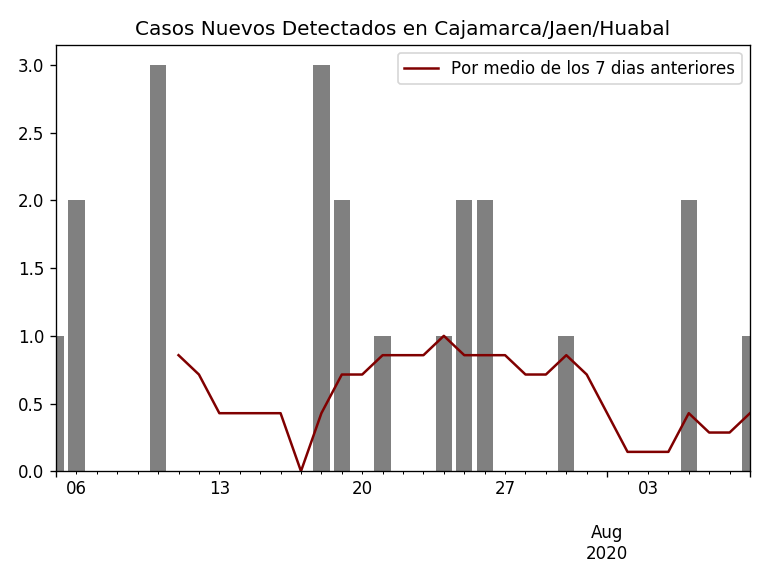 Casos Nuevos Detectados en Cajamarca/Jaen/Huabal
Por medio de los 7 dias anteriores
3.0
2.5
2.0
1.5
1.0
0.5
0.0
06 13 20 27 03
Aug
2020